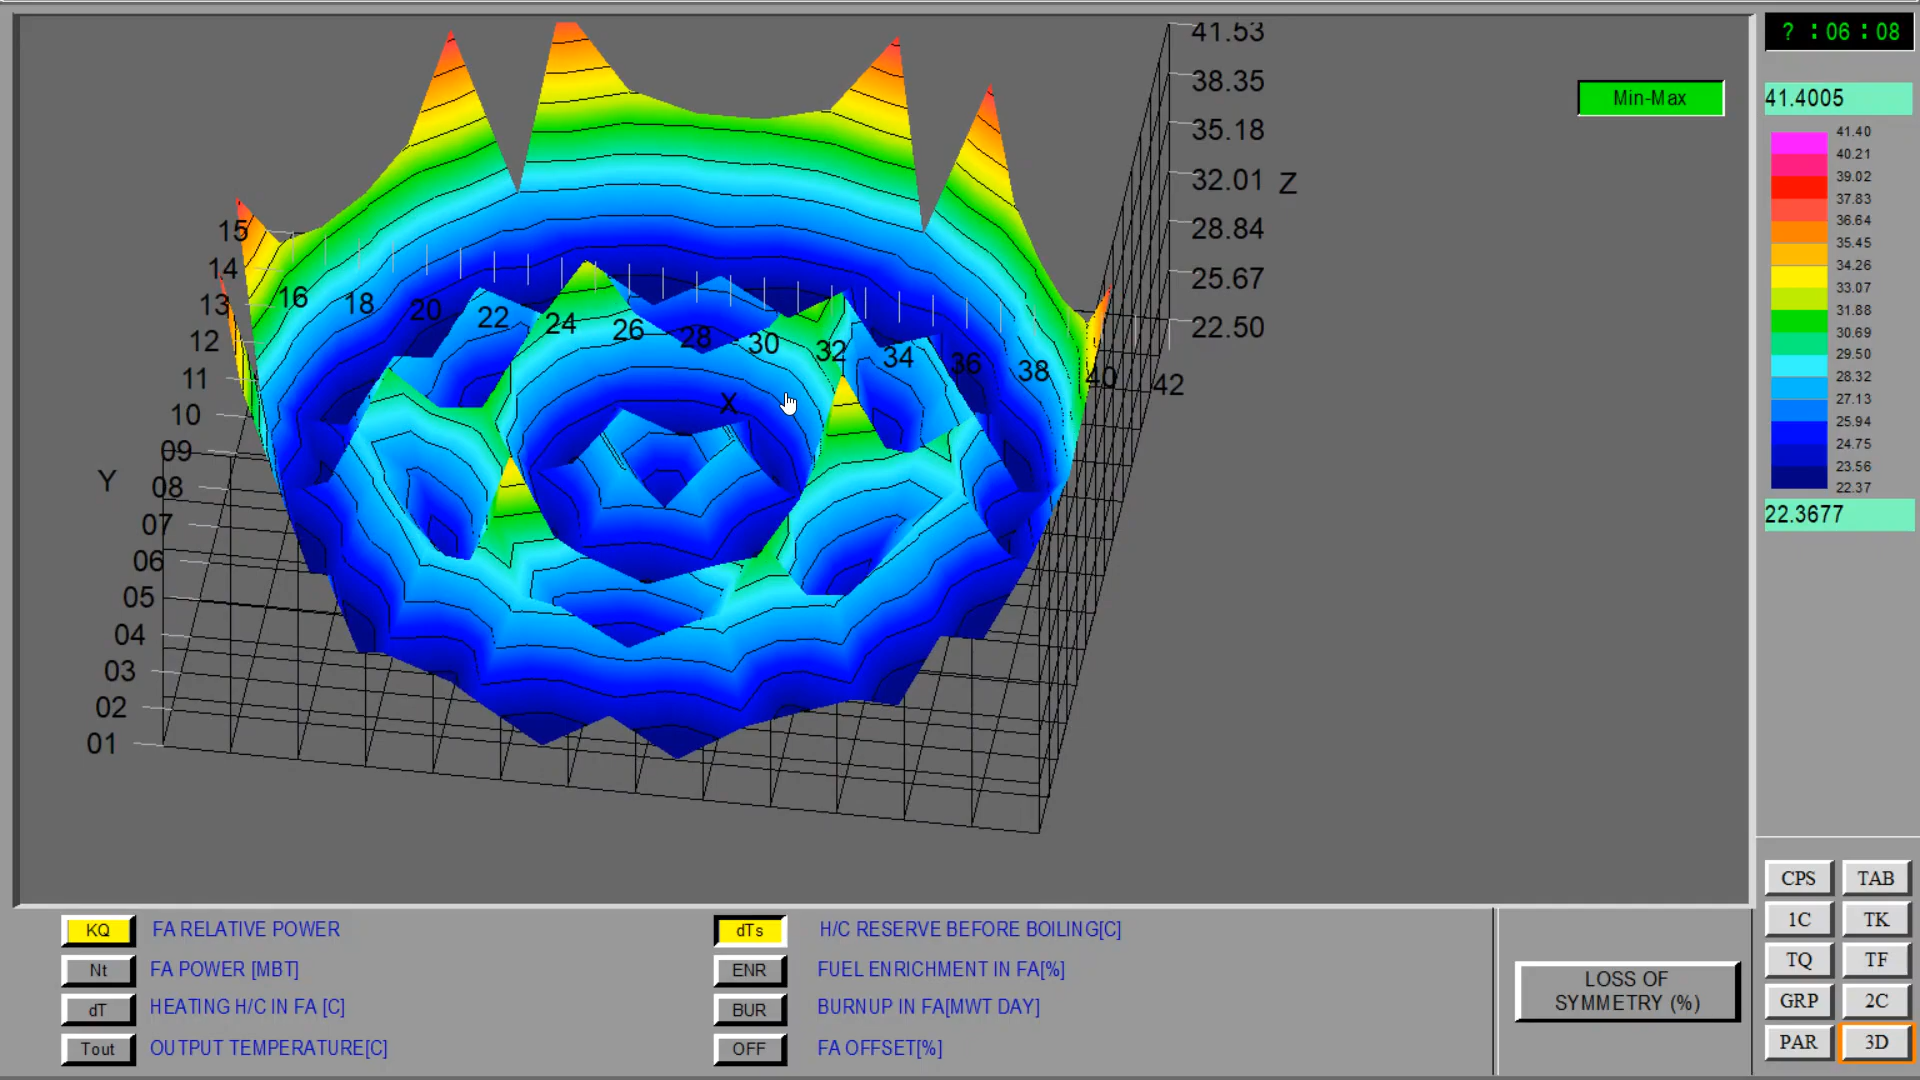 ? : 06 : 08
41.53
38.35
35.18
32.01 Z
28.84
25.67
22.50
Min-Max
41.4005
41.40
40.21
39.02
37.83
36.64
35.45
34.26
33.07
31.88
30.69
29.50
28.32
27.13
25.94
24.75
23.56
22.37
22.3677
15
14
13
12
11
10
09
Y 08
07
06
05
04
03
02
01
16 18 20 22 24 26 28 30 32 34 36 38 40 42
X
KQ FA RELATIVE POWER
Nt FA POWER [MBT]
dT HEATING H/C IN FA [C]
Tout OUTPUT TEMPERATURE[C]
dTs H/C RESERVE BEFORE BOILING[C]
ENR FUEL ENRICHMENT IN FA[%]
BUR BURNUP IN FA[MWT DAY]
OFF FA OFFSET[%]
LOSS OF
SYMMETRY (%)
CPS TAB
1C TK
TQ TF
GRP 2C
PAR 3D